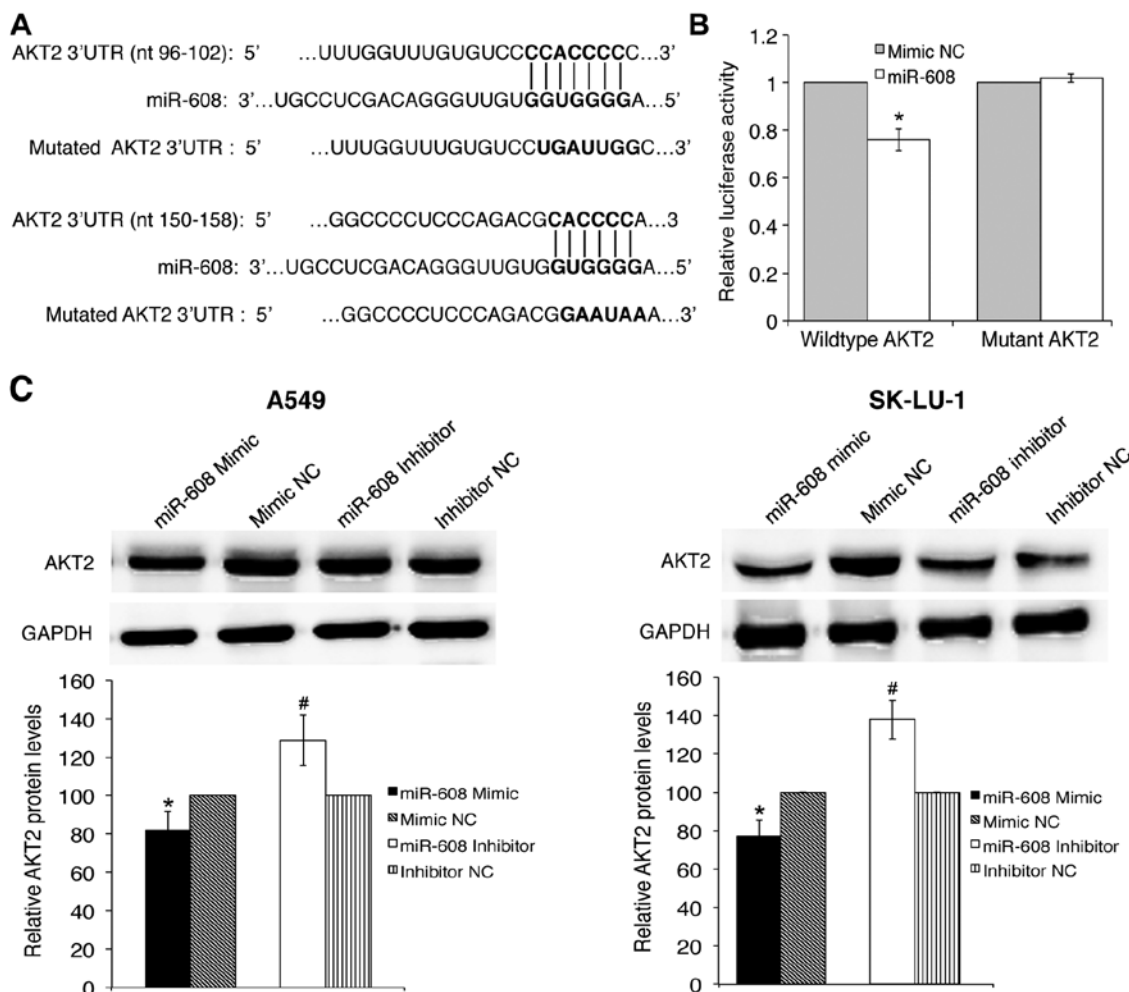 A
AKT2 3'UTR (nt 96-102): 5' ...UUUGGUUUGUGUCCCCACCCCC...3'
miR-608: 3'...UGCCUCGACAGGGUUGUGGUGGGGA...5'
Mutated AKT2 3'UTR : 5' ...UUUGGUUUGUGUCCUGAUUGGC...3'
AKT2 3'UTR (nt 150-158): 5' ...GGCCCCUCCCAGACGCACCCCA...3
miR-608: 3'...UGCCUCGACAGGGUUGUGGUGGGGA...5'
Mutated AKT2 3'UTR : 5' ...GGCCCCUCCCAGACGGAAUAAA...3'
B
Relative luciferase activity
1.2
1
0.8
0.6
0.4
0.2
0
Mimic NC
miR-608
*
Wildtype AKT2 Mutant AKT2
C
A549
miR-608 Mimic
Mimic NC
miR-608 Inhibitor
Inhibitor NC
AKT2
GAPDH
Relative AKT2 protein levels
160
140
120
100
80
60
40
20
0
*
#
miR-608 Mimic
Mimic NC
miR-608 Inhibitor
Inhibitor NC
SK-LU-1
miR-608 mimic
Mimic NC
miR-608 inhibitor
Inhibitor NC
AKT2
GAPDH
Relative AKT2 protein levels
160
140
120
100
80
60
40
20
0
*
#
miR-608 Mimic
Mimic NC
miR-608 Inhibitor
Inhibitor NC